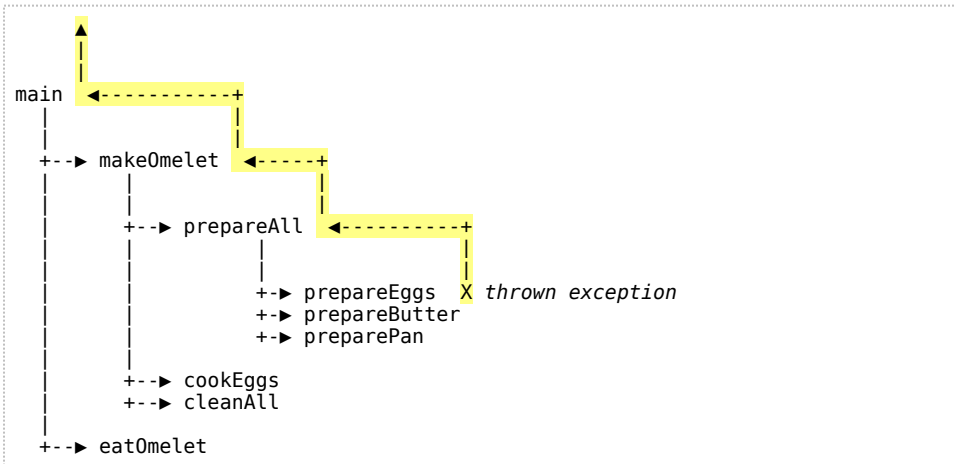 main
makeOmelet
prepareAll
prepareEggs X thrown exception
prepareButter
preparePan
cookEggs
cleanAll
eatOmelet